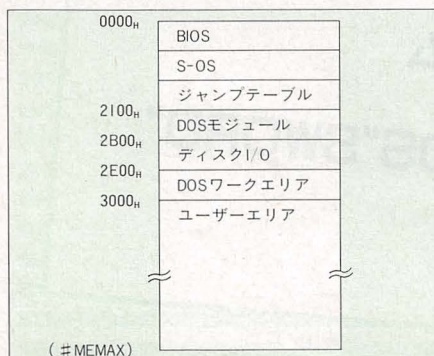 0000H
BIOS
S-OS
ジャンプテーブル
2100H
DOSモジュール
2B00H
ディスクI/O
2E00H
DOSワークエリア
3000H
ユーザーエリア
(#MEMAX)